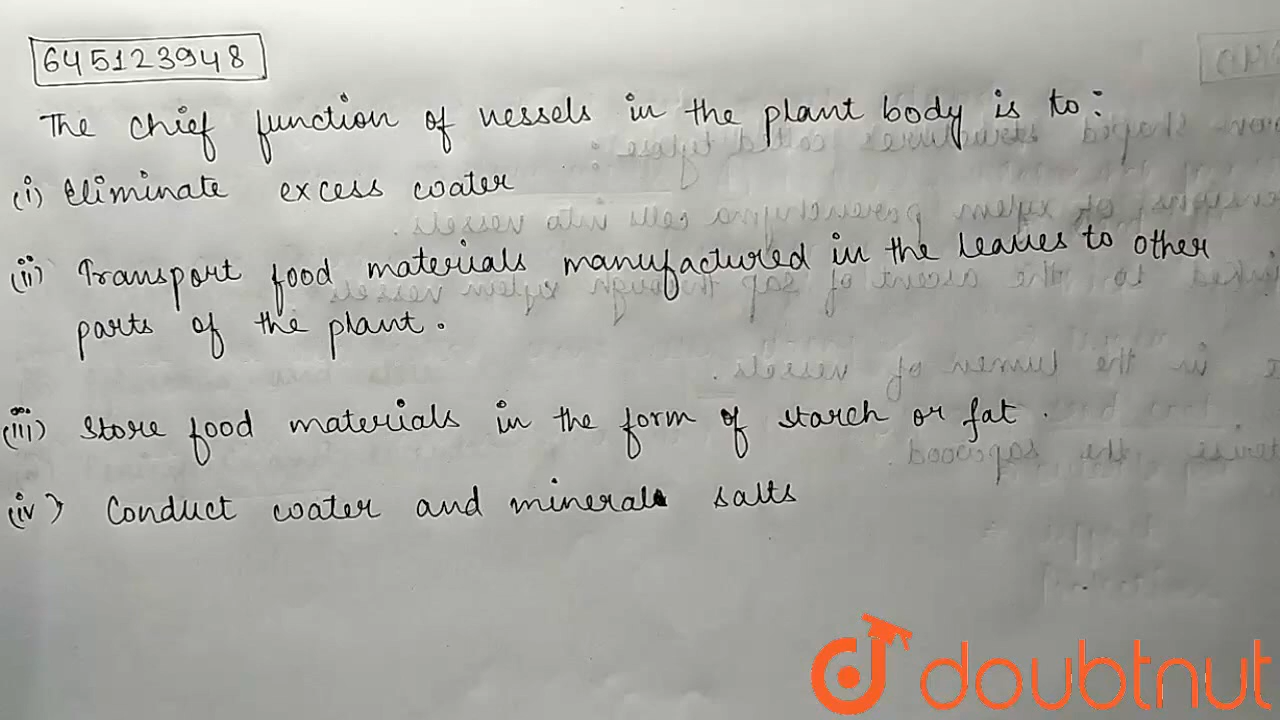 645123948
The chief function of vessels in the plant body is to:
(i) Eliminate excess water
(ii) Transport food materials manufactured in the leaves to other
parts of the plant.
(iii) Store food materials in the form of starch or fat.
(iv) Conduct water and mineral salts
doubtnut